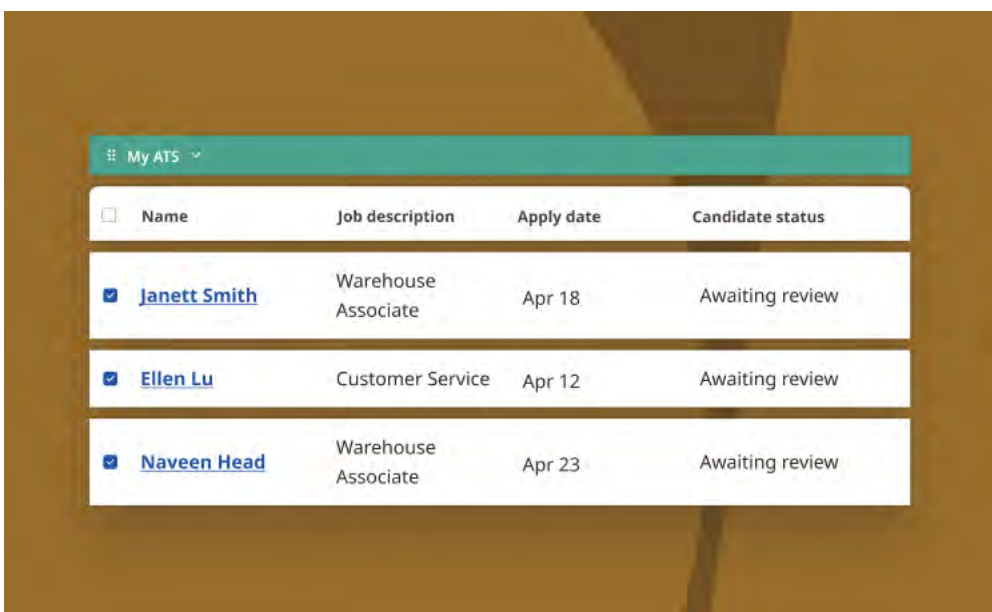 My ATS
Name Job description Apply date Candidate status
Janett Smith Warehouse Associate Apr 18 Awaiting review
Ellen Lu Customer Service Apr 12 Awaiting review
Naveen Head Warehouse Associate Apr 23 Awaiting review